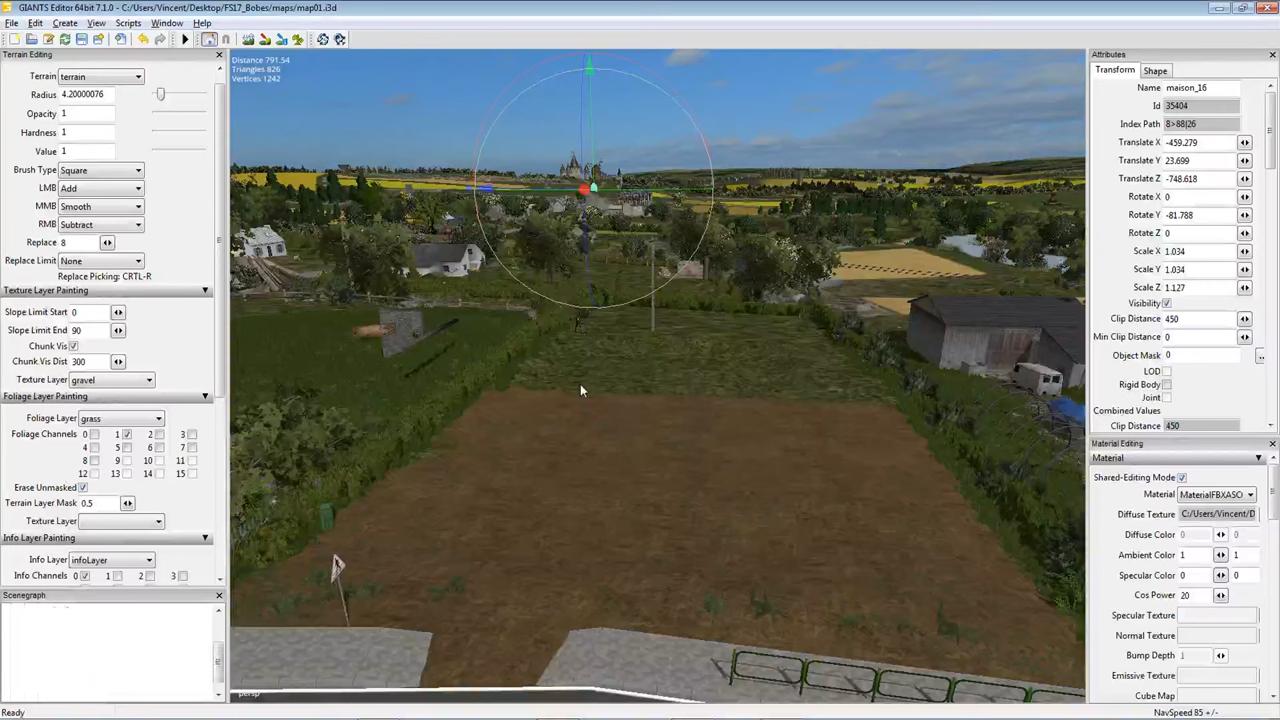 GIANTS Editor 64bit 7.1.0 - C:/Users/Vincent/Desktop/FS17_Bobes/maps/map01.i3d
File Edit Create View Scripts Window Help
Terrain Editing
Terrain terrain
Radius 4.20000076
Opacity 1
Hardness 1
Value 1
Brush Type Square
LMB Add
MMB Smooth
RMB Subtract
Replace 8
Replace Limit None
Replace Picking: CRTL-R
Texture Layer Painting
Slope Limit Start 0
Slope Limit End 90
Chunk Vis
Chunk Vis Dist 300
Texture Layer gravel
Foliage Layer Painting
Foliage Layer grass
Foliage Channels 0 1 2 3
4 5 6 7
8 9 10 11
12 13 14 15
Erase Unmasked
Terrain Layer Mask 0.5
Texture Layer
Info Layer Painting
Info Layer infoLayer
Info Channels 0 1 2 3
Scenegraph
Distance 791.54
Triangles 826
Vertices 1242
persp
Attributes
Transform Shape
Name maison_16
Id 35404
Index Path 8>88|26
Translate X -459.279
Translate Y 23.699
Translate Z -748.618
Rotate X 0
Rotate Y -81.788
Rotate Z 0
Scale X 1.034
Scale Y 1.034
Scale Z 1.127
Visibility
Clip Distance 450
Min Clip Distance 0
Object Mask 0
LOD
Rigid Body
Joint
Combined Values
Clip Distance 450
Material Editing
Material
Shared-Editing Mode
Material MaterialFBXASC
Diffuse Texture C:/Users/Vincent/D
Diffuse Color 0 0
Ambient Color 1 1
Specular Color 0 0
Cos Power 20
Specular Texture
Normal Texture
Bump Depth 1
Emissive Texture
Cube Map
Ready
NavSpeed 85 +/-